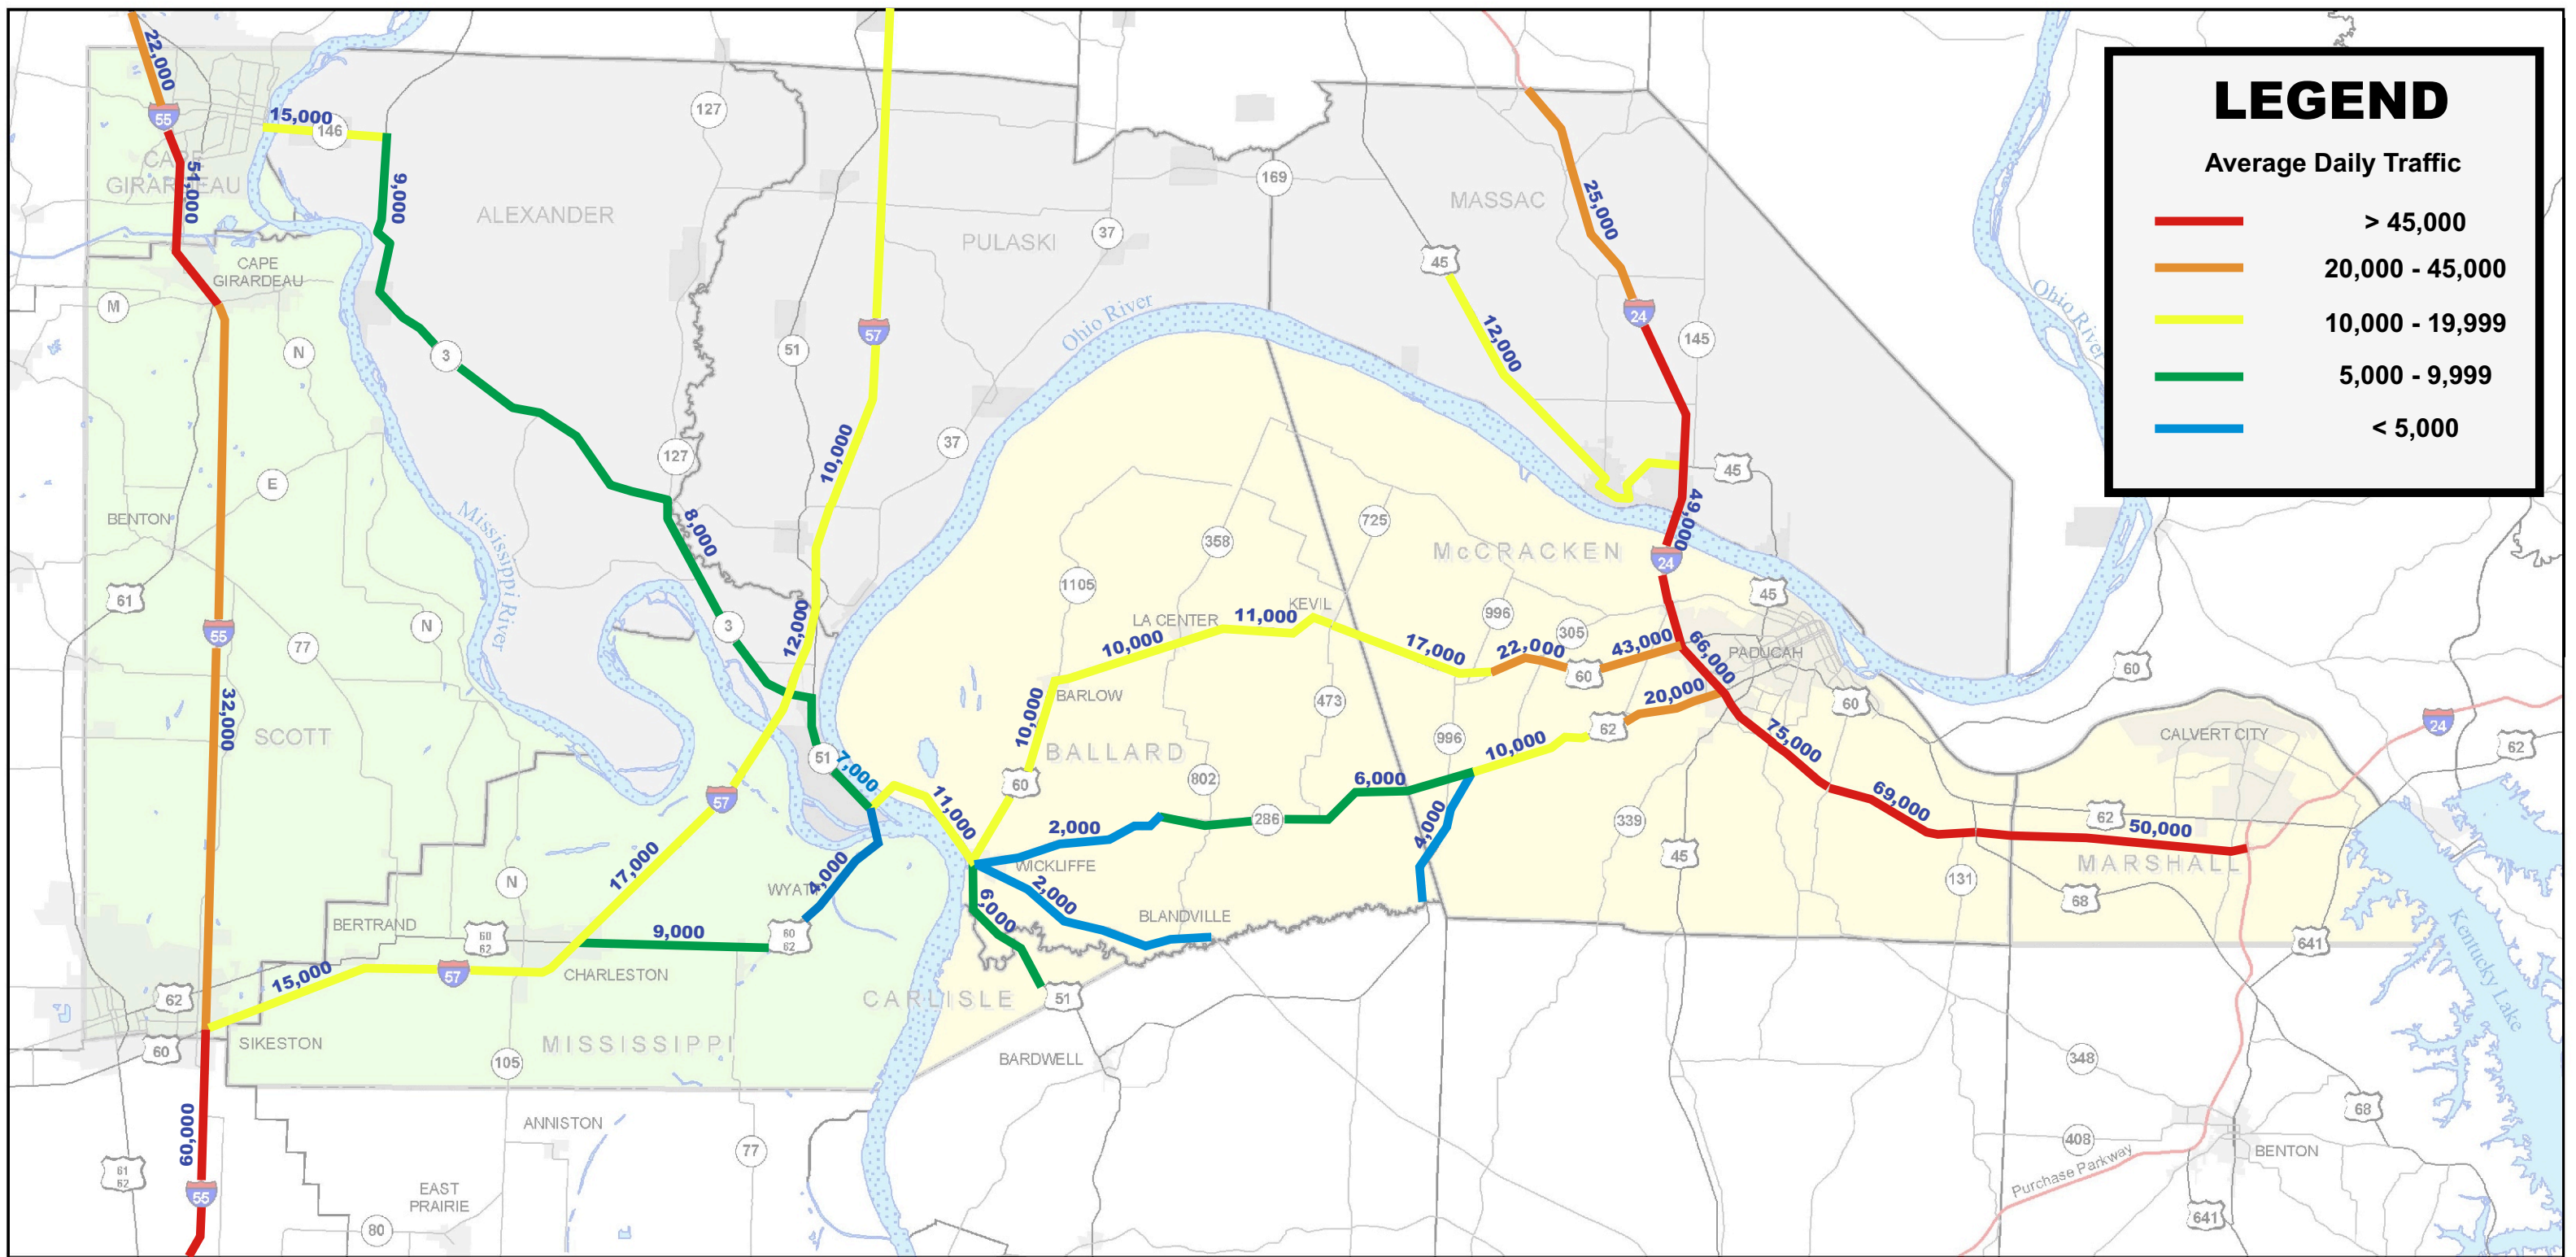 LEGEND
Average Daily Traffic
> 45,000
20,000 - 45,000
10,000 - 19,999
5,000 - 9,999
< 5,000
22,000
55
15,000
146
CAPE
GIRARDEAU
9,000
127
ALEXANDER
PULASKI
37
169
MASSAC
25,000
45
24
12,000
145
Ohio River
Ohio River
CAPE
GIRARDEAU
M
N
3
51
57
10,000
37
127
E
BENTON
Mississippi River
8,000
61
55
77
N
3
12,000
32,000
SCOTT
358
725
1105
McCRACKEN
49,000
24
45
45
LA CENTER
11,000
KEVIL
996
305
10,000
17,000
22,000
43,000
60
66,000
PADUCAH
60
BARLOW
10,000
473
20,000
62
60
BALLARD
996
10,000
75,000
CALVERT CITY
24
62
51
7,000
57
60
802
6,000
69,000
11,000
2,000
286
4,000
339
45
62
50,000
MARSHALL
131
68
17,000
WICKLIFFE
4,000
2,000
6,000
BLANDVILLE
N
BERTRAND
60
62
9,000
60
62
641
Kentucky Lake
15,000
57
CHARLESTON
62
CARLISLE
51
60
SIKESTON
105
MISSISSIPPI
BARDWELL
348
60,000
ANNISTON
68
408
BENTON
Purchase Parkway
61
62
55
77
EAST
PRAIRIE
80
641